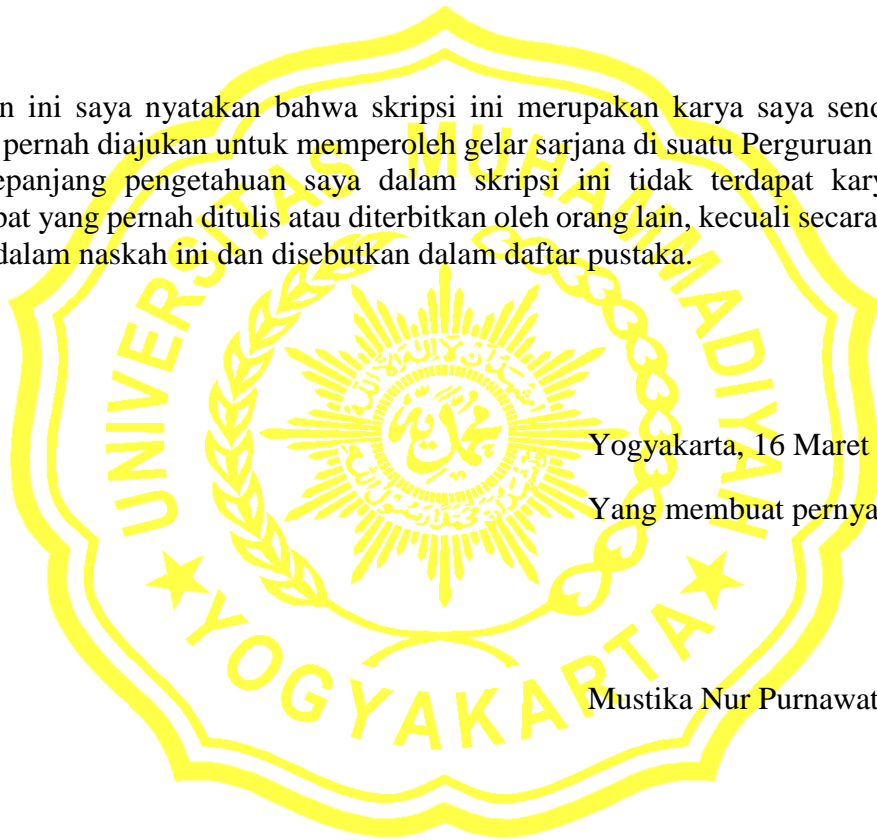 n ini saya nyatakan bahwa skripsi ini merupakan karya saya send
pernah diajukan untuk memperoleh gelar sarjana di suatu Perguruan
epanjang pengetahuan saya dalam skripsi ini tidak terdapat kary
pat yang pernah ditulis atau diterbitkan oleh orang lain, kecuali secara
dalam naskah ini dan disebutkan dalam daftar pustaka.
UNIVERSITAS MUHAMMADIYAH
Yogyakarta, 16 Maret
Yang membuat pernya
★YOGYAKARTA★
Mustika Nur Purnawat